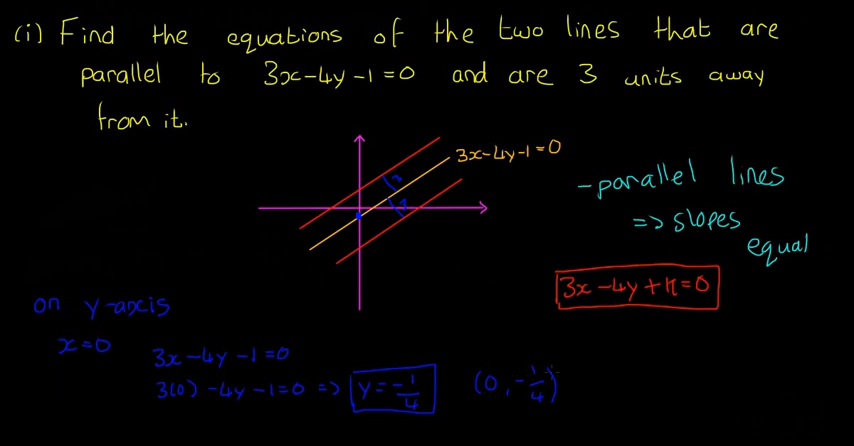 (i) Find the equations of the two lines that are
parallel to 3x-4y-1=0 and are 3 units away
from it.
3x-4y-1=0
3
3
-parallel lines
=> slopes
equal
3x-4y+k=0
on y-axis
x=0
3x-4y-1=0
3(0)-4y-1=0 => y=-1/4 (0,-1/4)